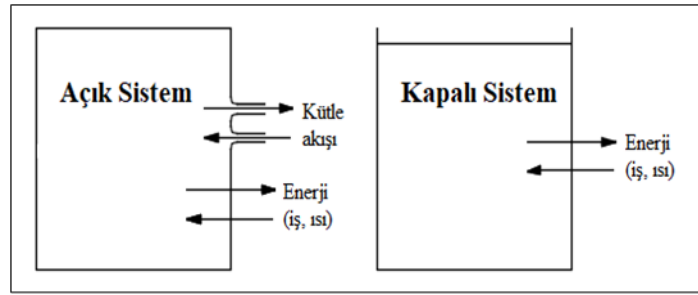 Açık Sistem
Kütle
akışı
Enerji
(iş, ısı)
Kapalı Sistem
Enerji
(iş, ısı)